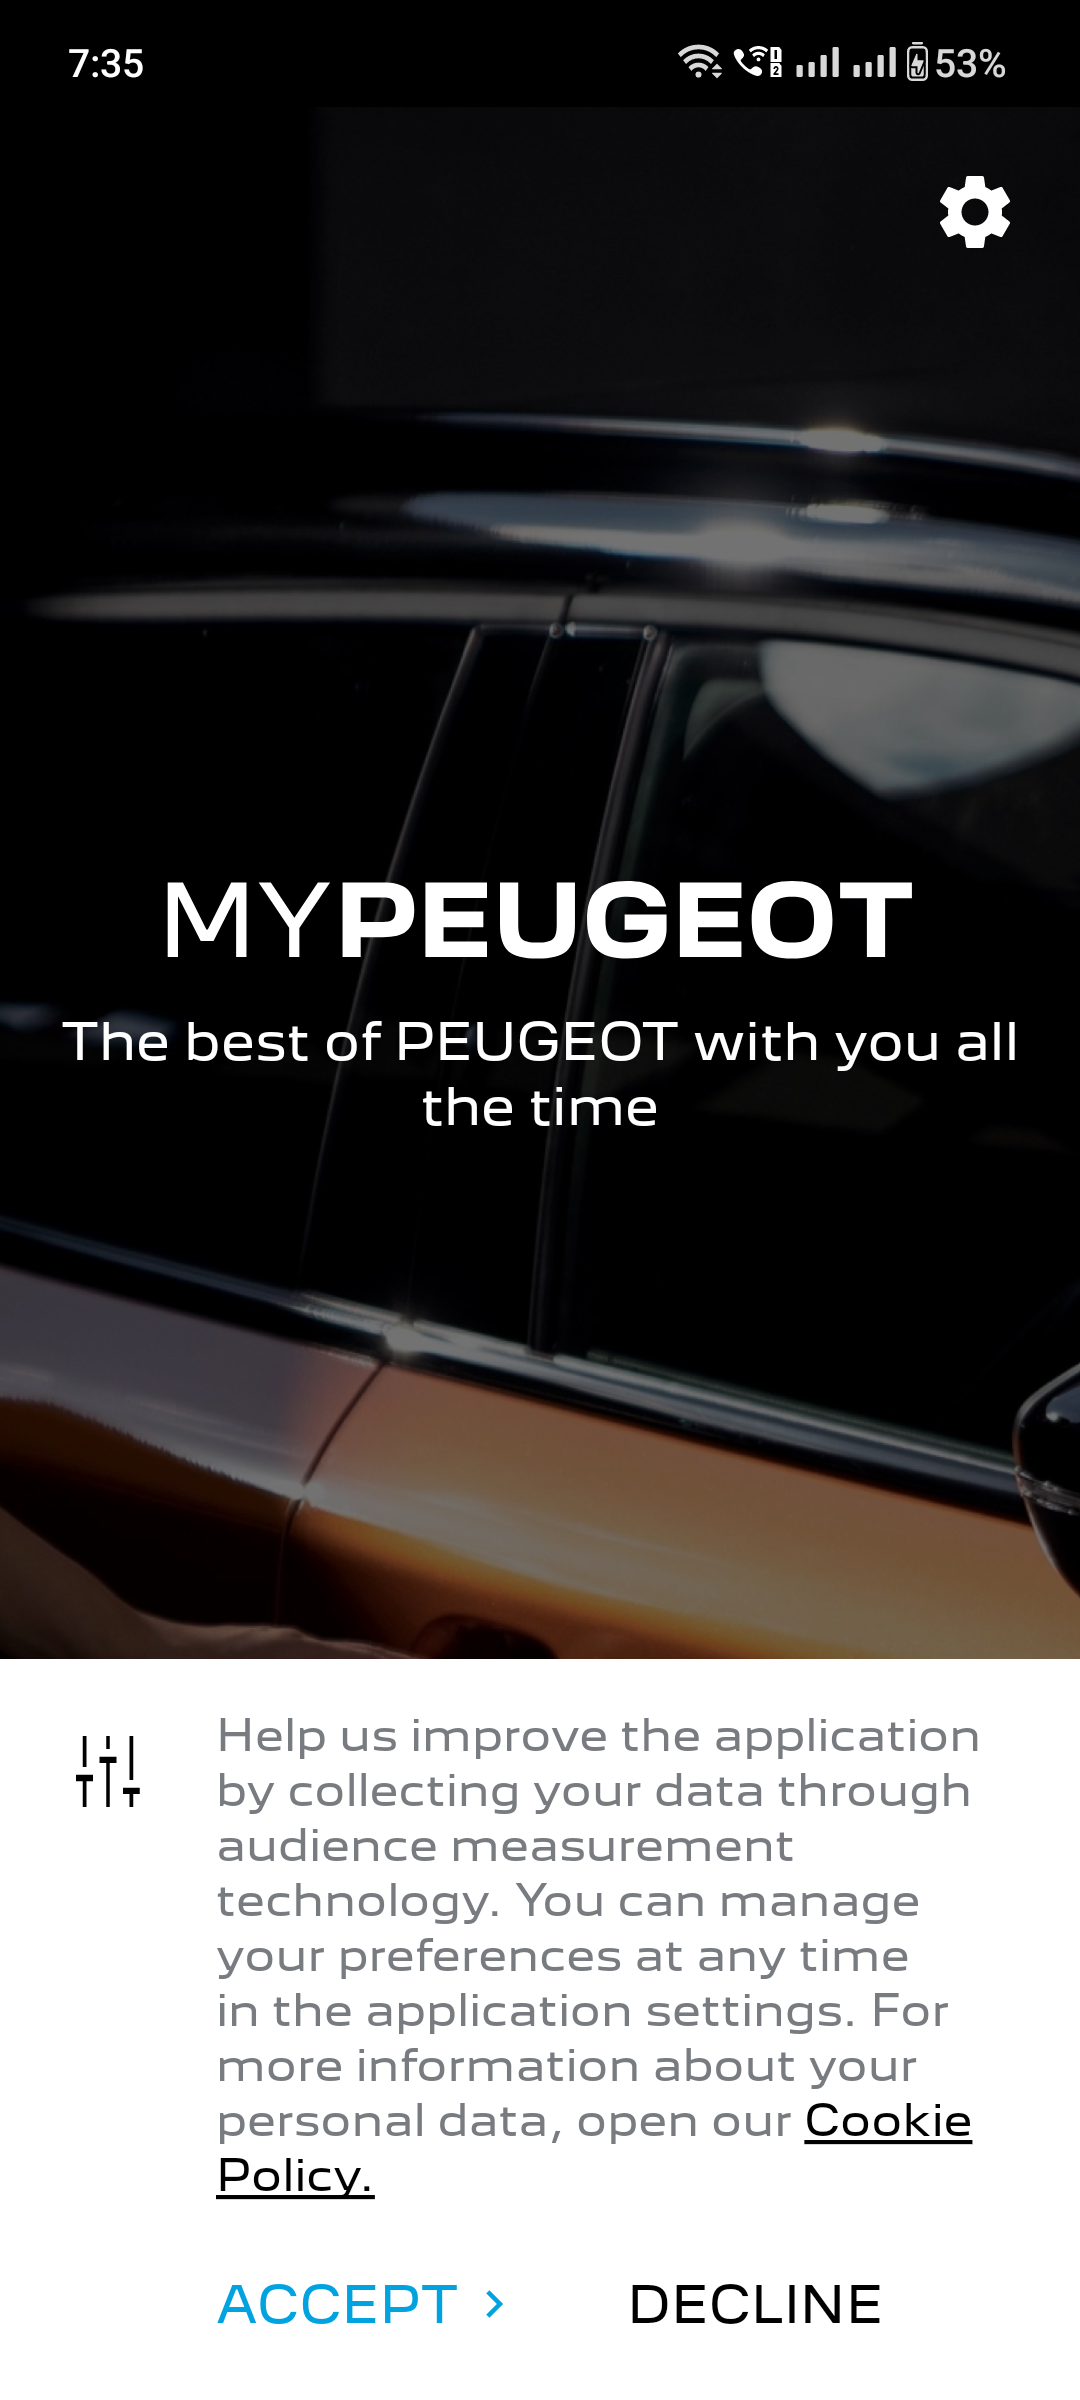 7:35
53%
MYPEUGEOT
The best of PEUGEOT with you all
the time
Help us improve the application
by collecting your data through
audience measurement
technology. You can manage
your preferences at any time
in the application settings. For
more information about your
personal data, open our Cookie
Policy.
ACCEPT
DECLINE